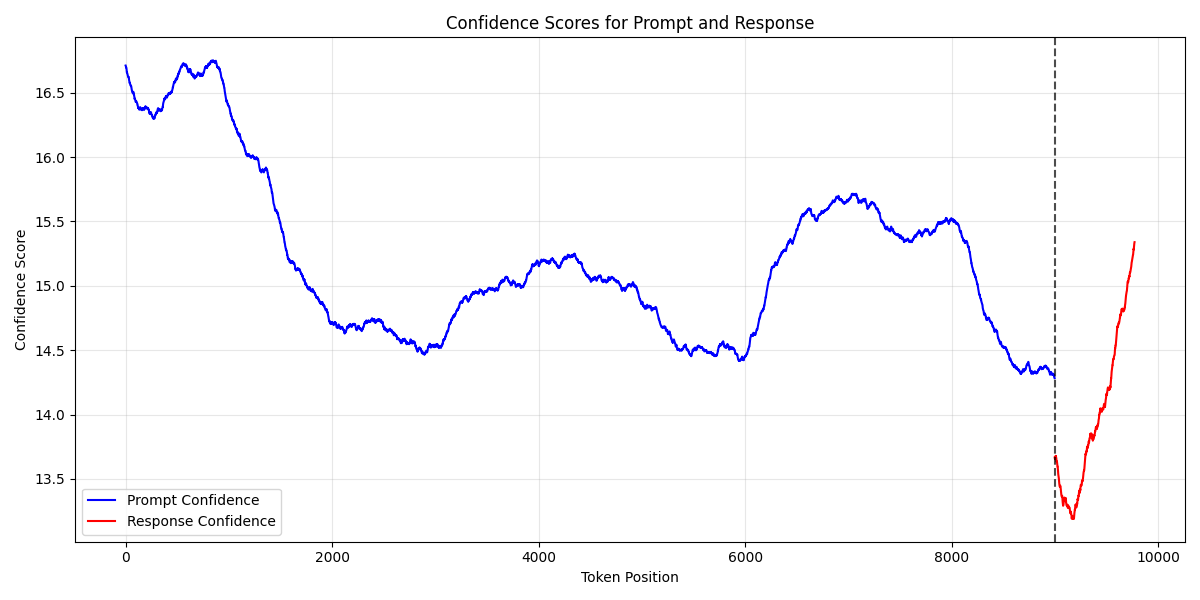 Confidence Scores for Prompt and Response
Confidence Score
16.5
16.0
15.5
15.0
14.5
14.0
13.5
Prompt Confidence
Response Confidence
0
2000
4000
6000
8000
10000
Token Position